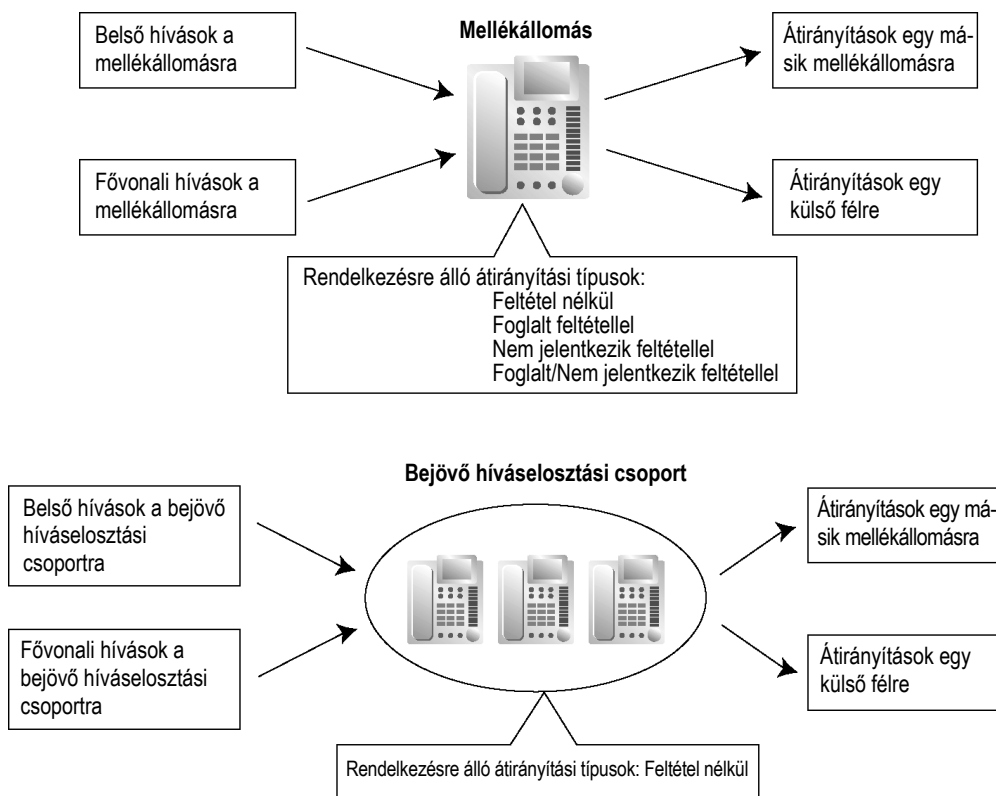 Mellékállomás
Belső hívások a
mellékállomásra
Fővonali hívások a
mellékállomásra
Átirányítások egy má-
sik mellékállomásra
Átirányítások egy
külső félre
Rendelkezésre álló átirányítási típusok:
Feltétel nélkül
Foglalt feltétellel
Nem jelentkezik feltétellel
Foglalt/Nem jelentkezik feltétellel
Bejövő híváselosztási csoport
Belső hívások a bejövő
híváselosztási
csoportra
Fővonali hívások a
bejövő híváselosztási
csoportra
Átirányítások egy má-
sik mellékállomásra
Átirányítások egy
külső félre
Rendelkezésre álló átirányítási típusok: Feltétel nélkül